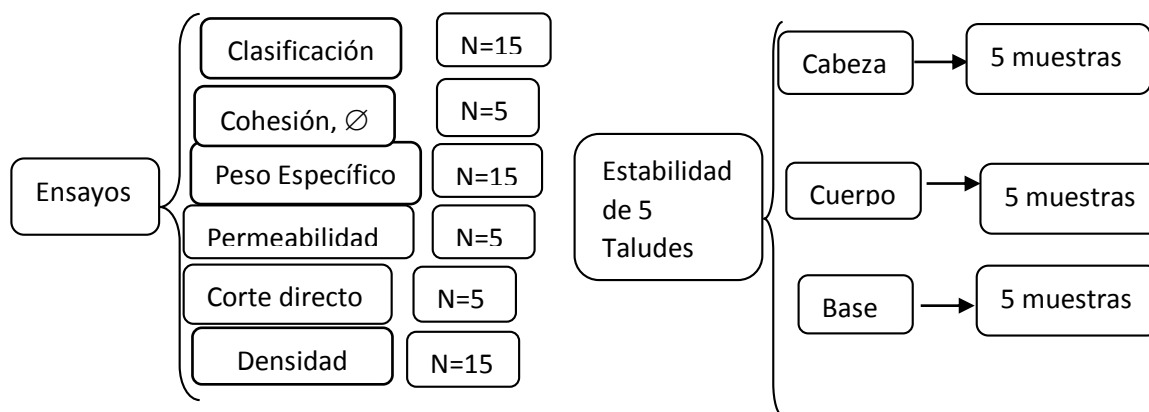 Ensayos
Clasificación
N=15
Cohesión, ∅
N=5
Peso Específico
N=15
Permeabilidad
N=5
Corte directo
N=5
Densidad
N=15
Estabilidad
de 5
Taludes
Cabeza
5 muestras
Cuerpo
5 muestras
Base
5 muestras